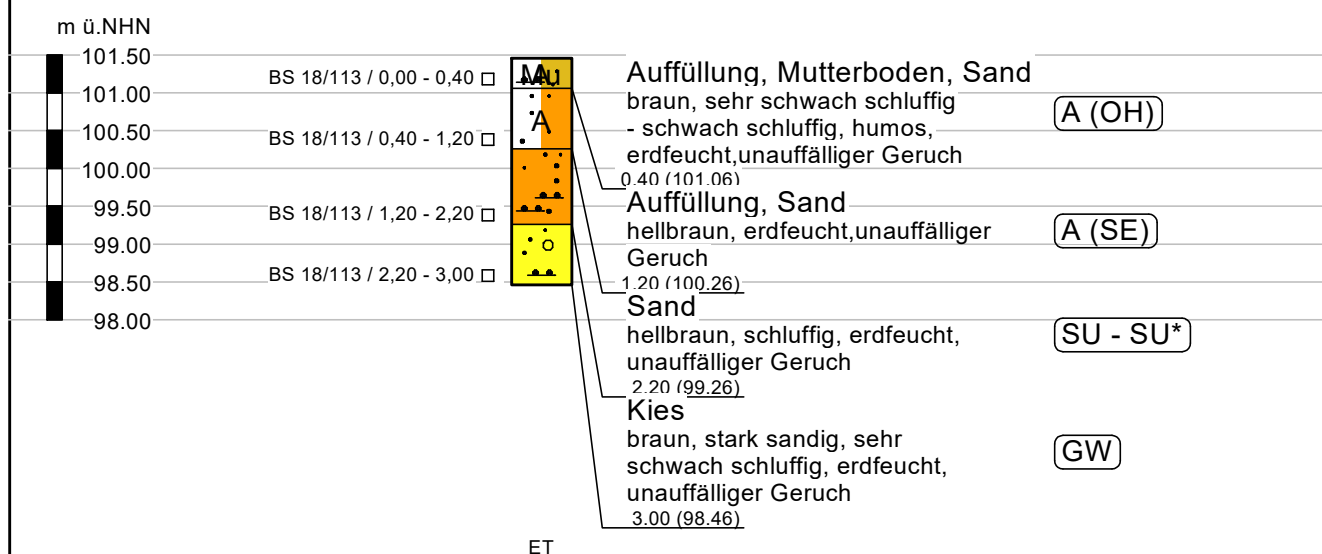 m ü.NHN
101.50
101.00
100.50
100.00
99.50
99.00
98.50
98.00
BS 18/113 / 0,00 - 0,40
BS 18/113 / 0,40 - 1,20
BS 18/113 / 1,20 - 2,20
BS 18/113 / 2,20 - 3,00
Mu
A
A
Auffüllung, Mutterboden, Sand
braun, sehr schwach schluffig
- schwach schluffig, humos,
erdfeucht,unauffälliger Geruch
0.40 (101.06)
A (OH)
Auffüllung, Sand
hellbraun, erdfeucht,unauffälliger
Geruch
1.20 (100.26)
A (SE)
Sand
hellbraun, schluffig, erdfeucht,
unauffälliger Geruch
2.20 (99.26)
SU - SU*
Kies
braun, stark sandig, sehr
schwach schluffig, erdfeucht,
unauffälliger Geruch
3.00 (98.46)
GW
ET